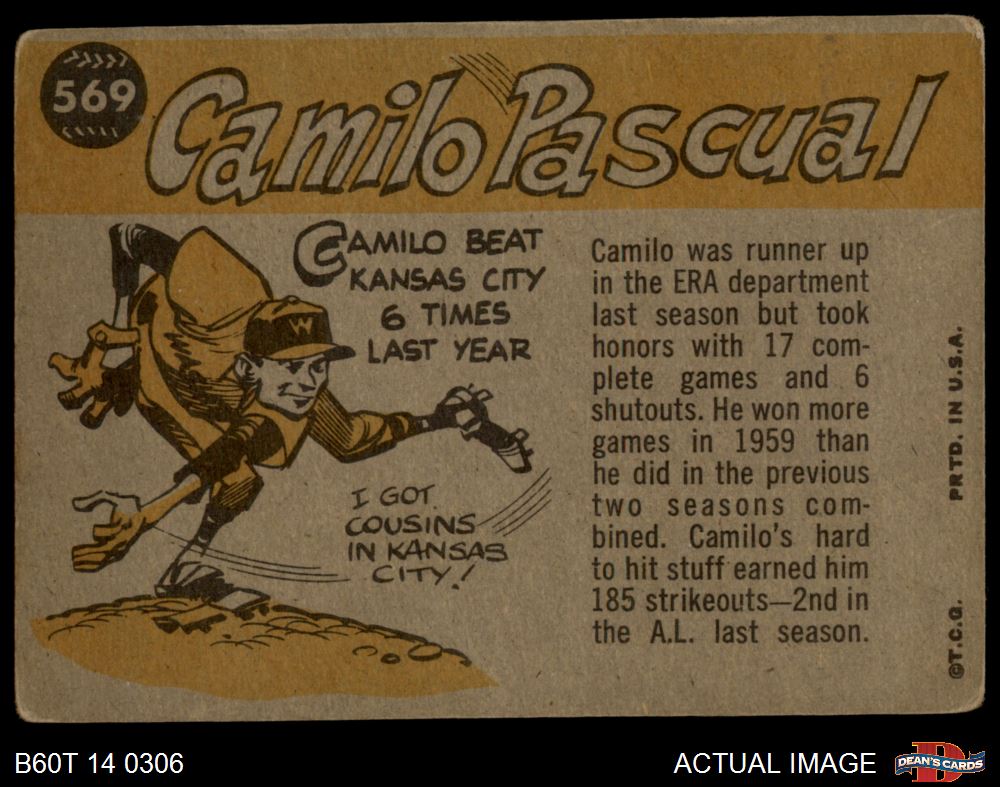 569
Camilo Pascual
CAMILO BEAT
KANSAS CITY
6 TIMES
LAST YEAR
W
I GOT
COUSINS
IN KANSAS
CITY!
Camilo was runner up
in the ERA department
last season but took
honors with 17 com-
plete games and 6
shutouts. He won more
games in 1959 than
he did in the previous
two seasons com-
bined. Camilo's hard
to hit stuff earned him
185 strikeouts—2nd in
the A.L. last season.
©T.C.G. PRTD. IN U.S.A.
B60T 14 0306
ACTUAL IMAGE
D
DEAN'S CARDS